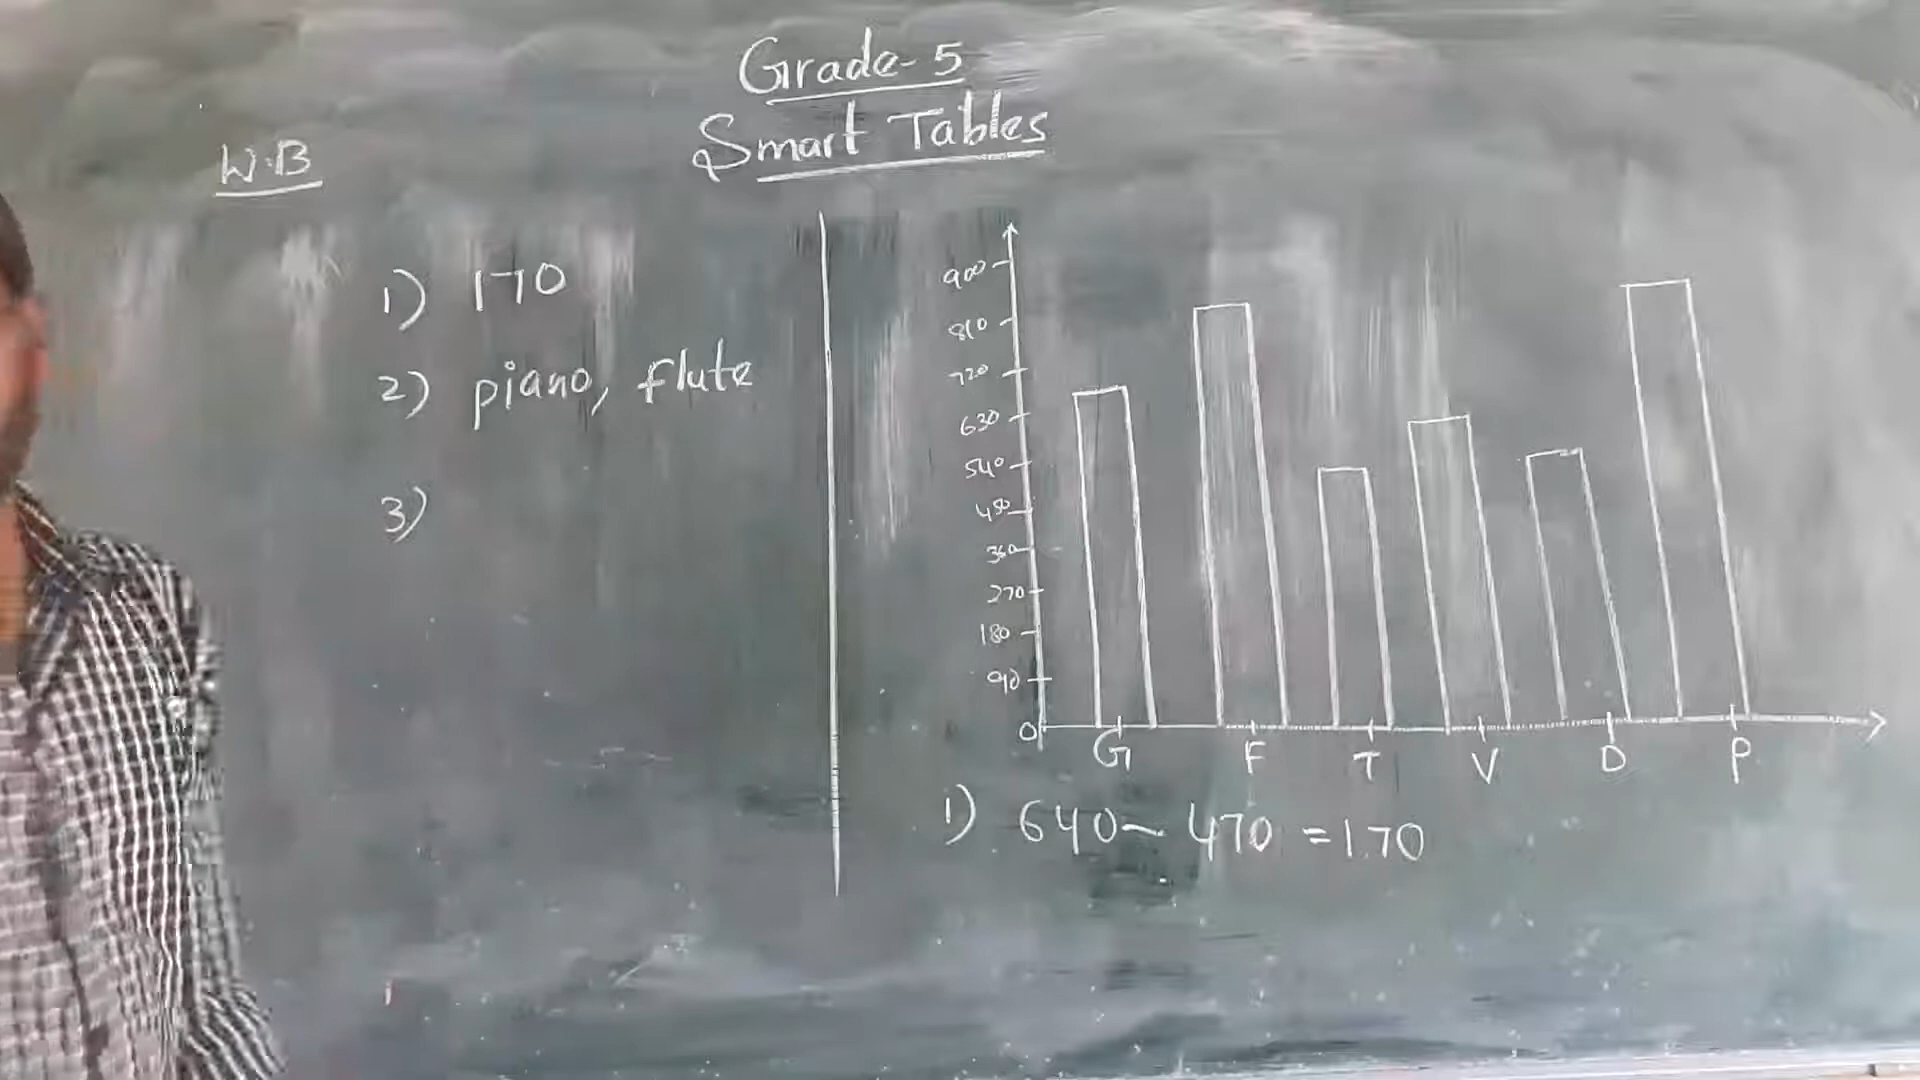 Grade-5
Smart Tables
W.B
1) 170
2) piano, flute
3)
900
810
720
630
540
450
360
270
180
90
0
G F T V D P
1) 640 - 470 = 170